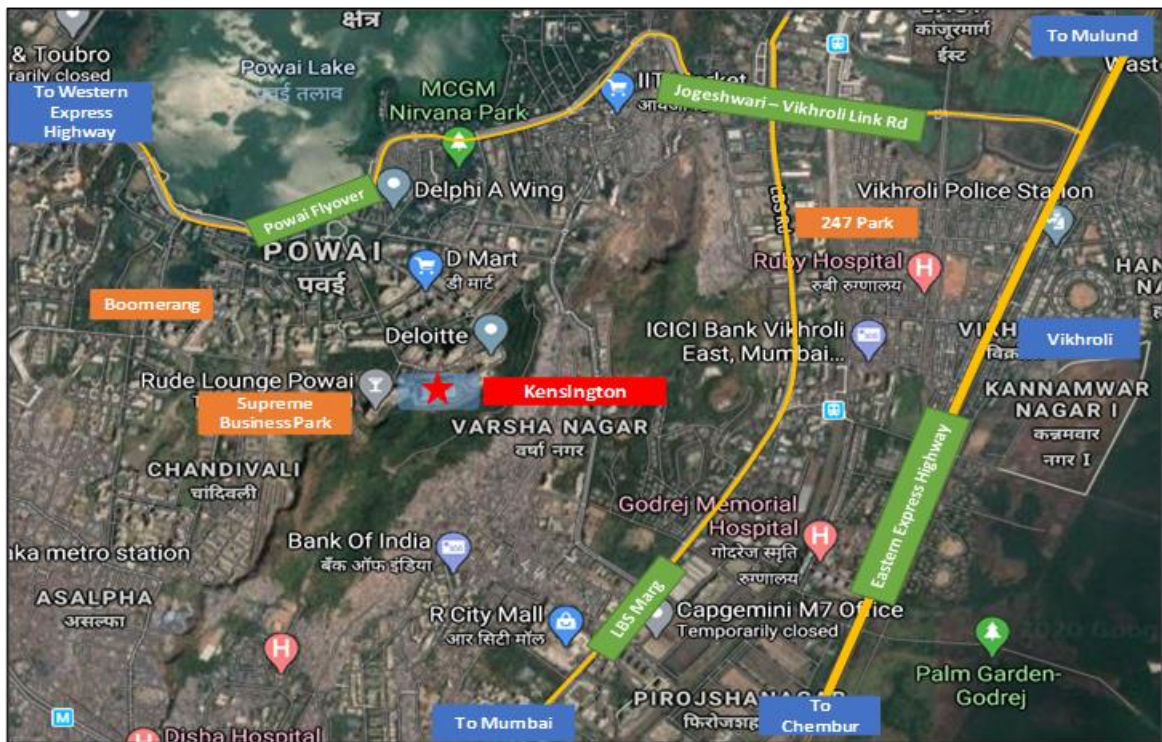 क्षेत्र
& Toubro
rarily closed
Powai Lake
पवई तलाव
MCGM
Nirvana Park
कांजूरमार्ग
ईस्ट
To Mulund
To Western
Express
Highway
Jogeshwari – Vikhroli Link Rd
Powai Flyover
Delphi A Wing
LBS Rd
Vikhroli Police Station
247 Park
POWAI
पवई
D Mart
डी मार्ट
Ruby Hospital
रुबी रुग्णालय
Boomerang
Deloitte
ICICI Bank Vikhroli
East, Mumbai...
Vikhroli
Rude Lounge Powai
Kensington
Supreme
Business Park
VARSHA NAGAR
वर्षा नगर
KANNAMWAR
NAGAR I
कन्नमवार
नगर I
CHANDIVALI
चांदिवली
Eastern Express Highway
Godrej Memorial
Hospital
गोदरेज स्मृति
रुग्णालय
aka metro station
Bank Of India
बँक ऑफ इंडिया
ASALPHA
असल्फा
R City Mall
आर सिटी मॉल
LBS Marg
Capgemini M7 Office
Temporarily closed
Palm Garden-
Godrej
To Mumbai
To
Chembur
Disha Hospital